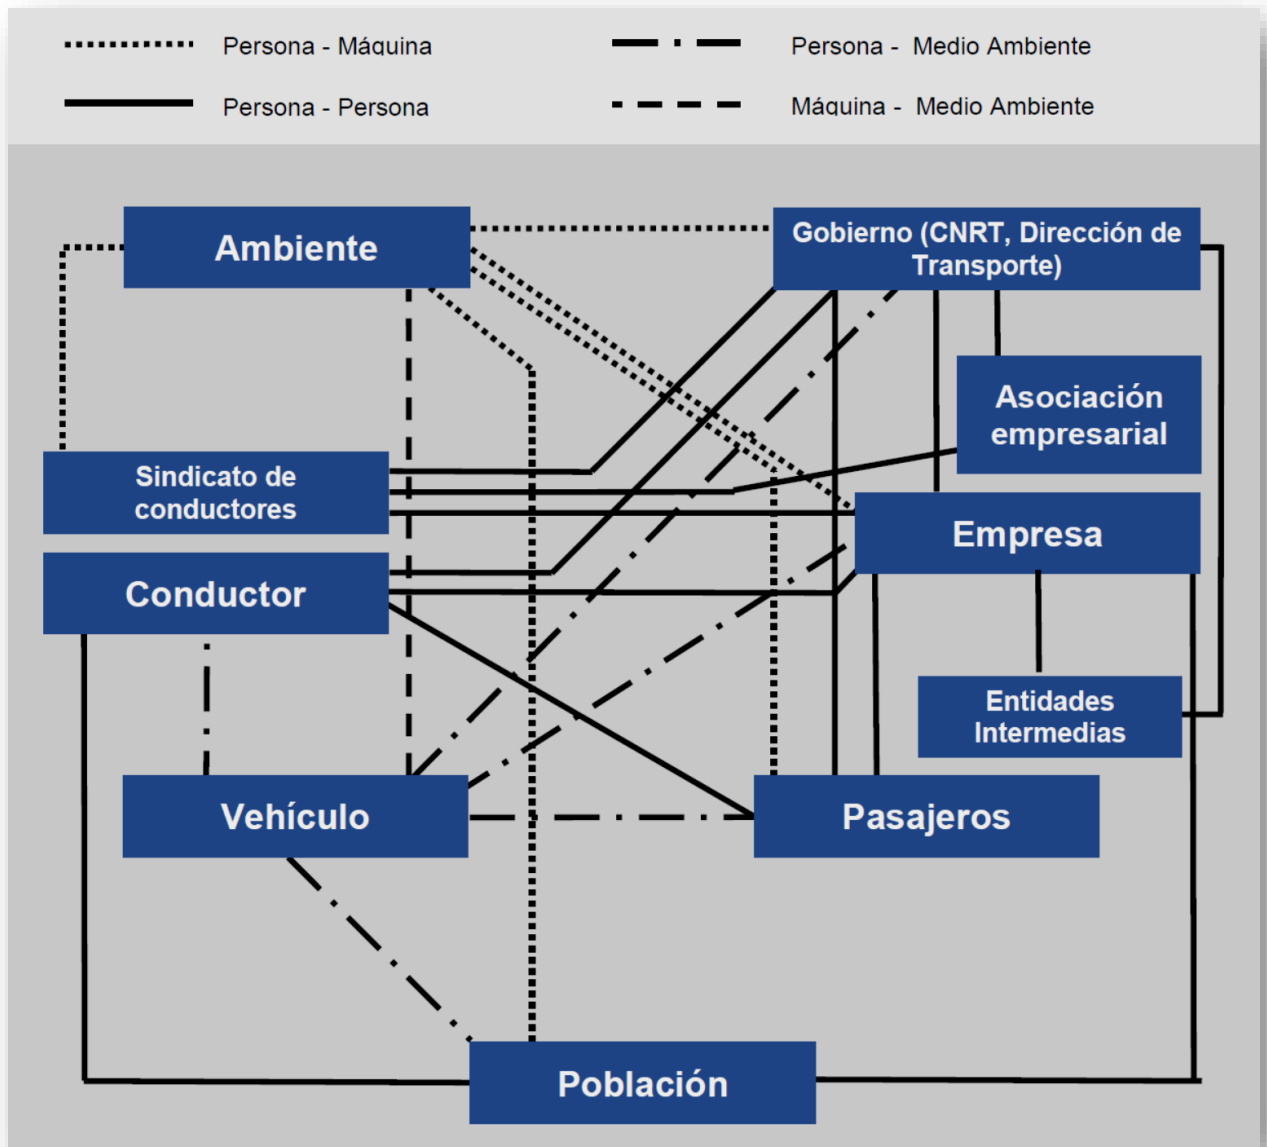 Persona - Máquina
Persona - Medio Ambiente
Persona - Persona
Máquina - Medio Ambiente
Ambiente
Gobierno (CNRT, Dirección de
Transporte)
Asociación
empresarial
Sindicato de
conductores
Empresa
Conductor
Entidades
Intermedias
Vehículo
Pasajeros
Población